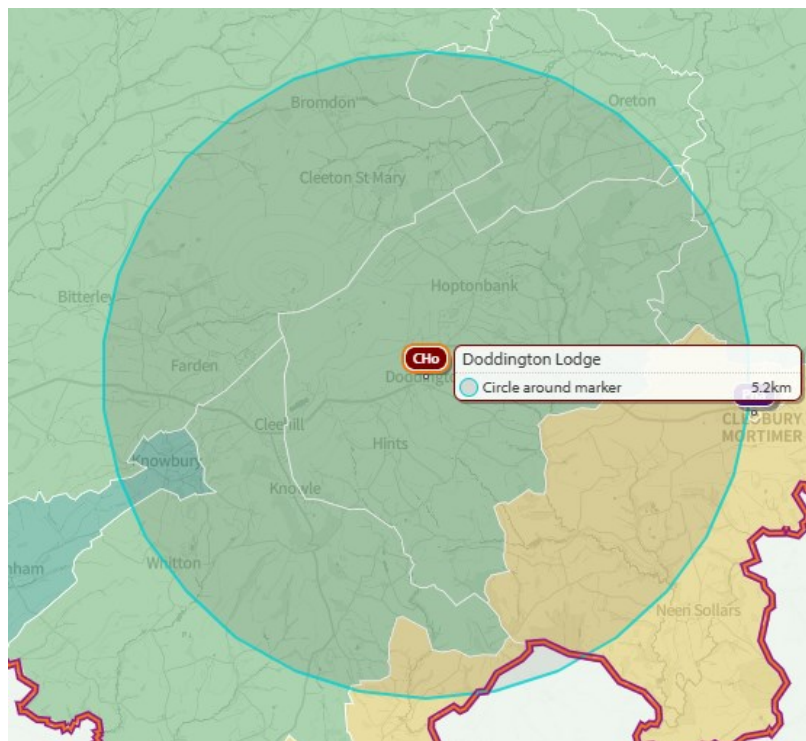 Bromdon
Oreton
Cleeton St Mary
Hoptonbank
Bitterley
CHo
Doddington Lodge
Farden
Circle around marker 5.2km
Cleehill
CLEOBURY
MORTIMER
Hints
Knowbury
Knowle
Whitton
Neen Sollars